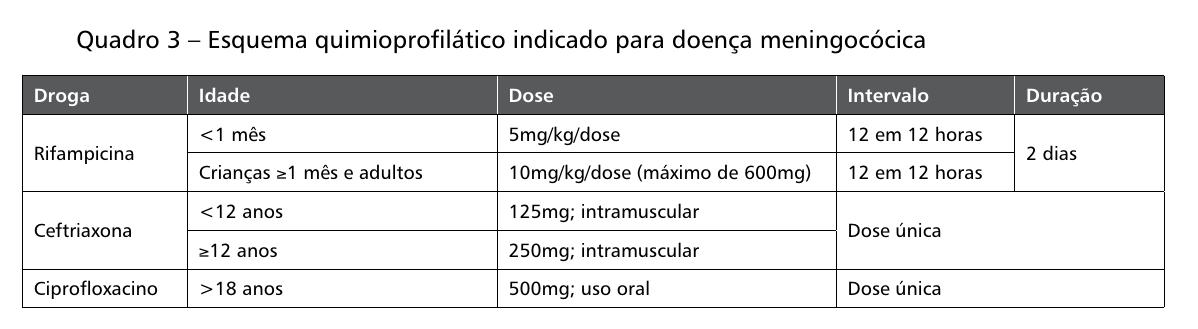 Quadro 3 – Esquema quimioprofilático indicado para doença meningocócica
Droga Idade Dose Intervalo Duração
Rifampicina <1 mês 5mg/kg/dose 12 em 12 horas 2 dias
Crianças ≥1 mês e adultos 10mg/kg/dose (máximo de 600mg) 12 em 12 horas
Ceftriaxona <12 anos 125mg; intramuscular Dose única
≥12 anos 250mg; intramuscular
Ciprofloxacino >18 anos 500mg; uso oral Dose única